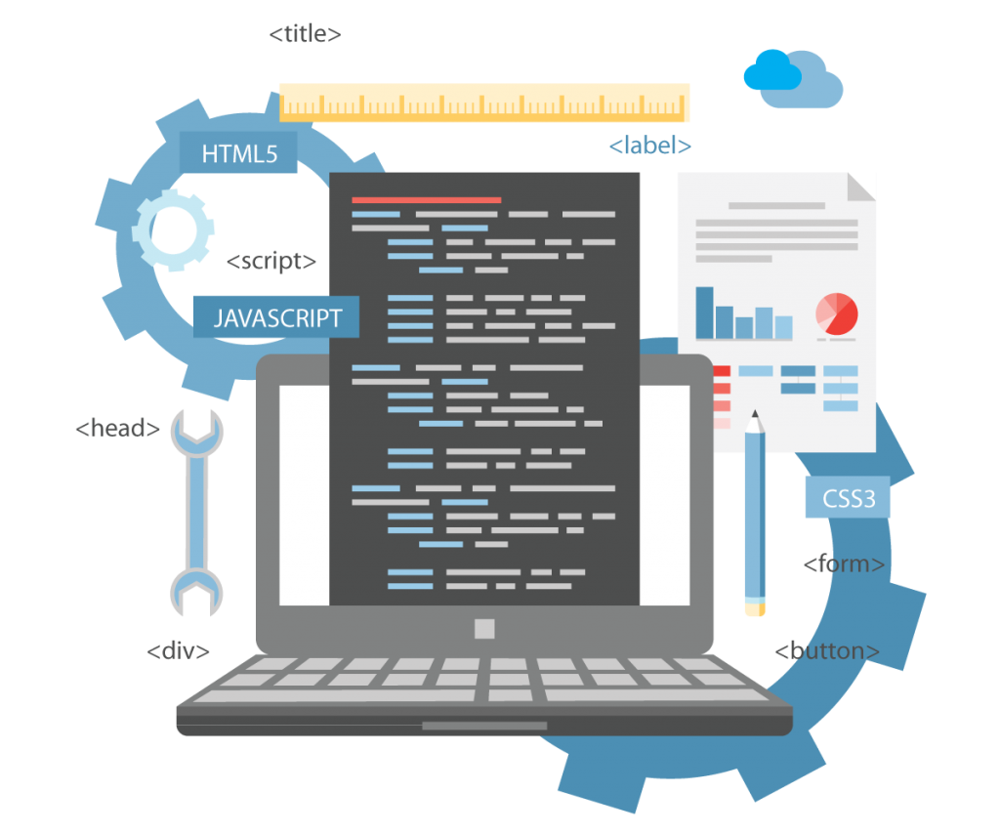 <title>
<label>
HTML5
<script>
JAVASCRIPT
<head>
CSS3
<form>
<div>
<button>